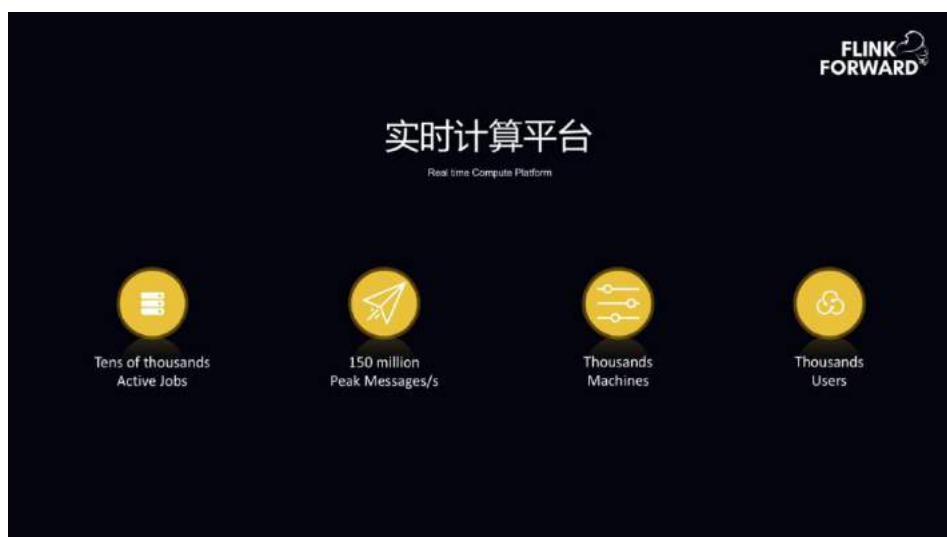 FLINK
FORWARD
实时计算平台
Real time Compute Platform
Tens of thousands
Active Jobs
150 million
Peak Messages/s
Thousands
Machines
Thousands
Users